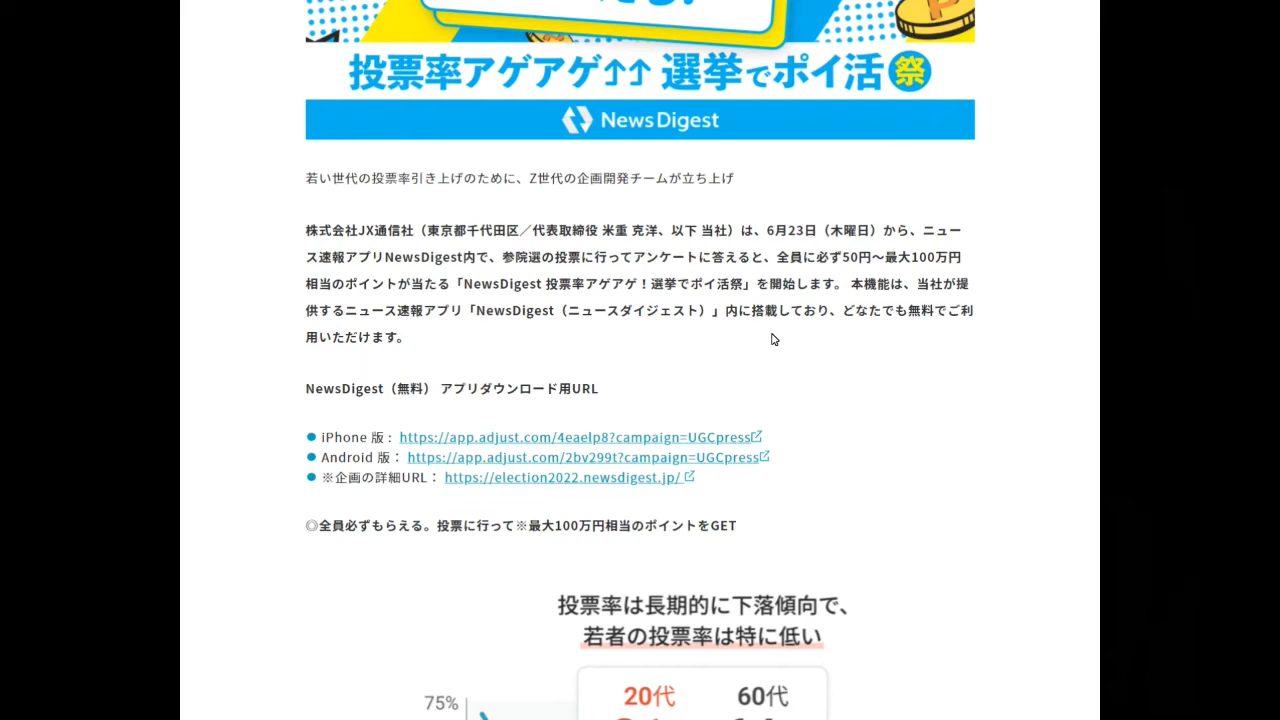 投票率アゲアゲ↑↑ 選挙でポイ活祭
NewsDigest
若い世代の投票率引き上げのために、Z世代の企画開発チームが立ち上げ
株式会社JX通信社（東京都千代田区／代表取締役 米重 克洋、以下 当社）は、6月23日（木曜日）から、ニュー
ス速報アプリNewsDigest内で、参院選の投票に行ってアンケートに答えると、全員に必ず50円〜最大100万円
相当のポイントが当たる「NewsDigest 投票率アゲアゲ！選挙でポイ活祭」を開始します。 本機能は、当社が提
供するニュース速報アプリ「NewsDigest（ニュースダイジェスト）」内に搭載しており、どなたでも無料でご利
用いただけます。
NewsDigest（無料） アプリダウンロード用URL
● iPhone 版 : https://app.adjust.com/4eaelp8?campaign=UGCpress
● Android 版： https://app.adjust.com/2bv299t?campaign=UGCpress
● ※企画の詳細URL： https://election2022.newsdigest.jp/
◎全員必ずもらえる。投票に行って※最大100万円相当のポイントをGET
投票率は長期的に下落傾向で、
若者の投票率は特に低い
20代 60代
75%